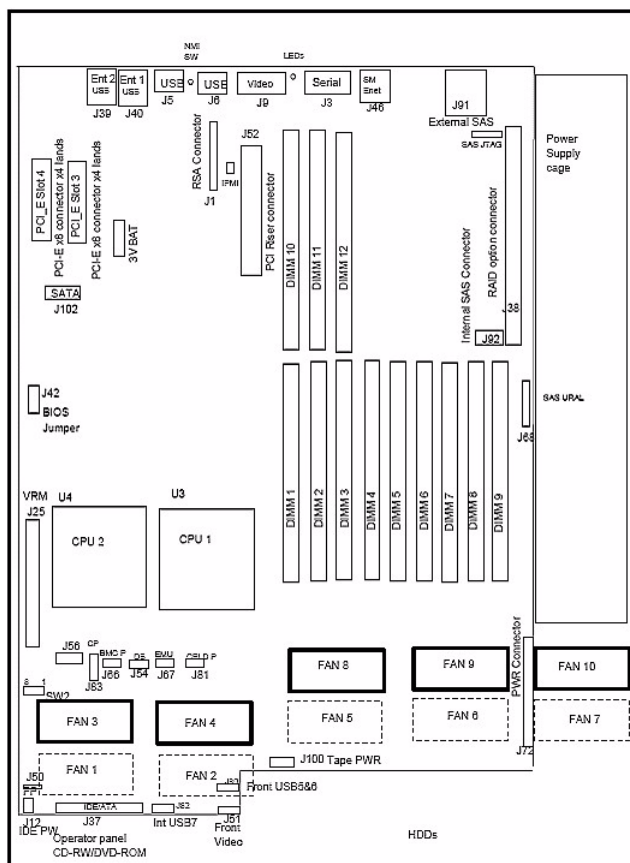 NMI
SW
LEDs
Ent 2
USB
J39
Ent 1
USB
J40
USB
J5
USB
J6
Video
J9
Serial
J3
SM
Enet
J46
J91
External SAS
SAS JTAG
Power
Supply
cage
PCI_E Slot 4
PCI-E x8 connector x4 lands
PCI_E Slot 3
PCI-E x8 connector x4 lands
3V BAT
RSA Connector
J1
IPMI
J52
PCI Riser connector
DIMM 10
DIMM 11
DIMM 12
Internal SAS Connector
RAID option connector
J38
J92
SATA
J102
J42
BIOS
Jumper
SAS URAL
J68
VRM
J25
U4
CPU 2
U3
CPU 1
DIMM 1
DIMM 2
DIMM 3
DIMM 4
DIMM 5
DIMM 6
DIMM 7
DIMM 8
DIMM 9
J56
CP
J83
BMC P
J66
J54
EMU
J67
J81
8 1
SW2
FAN 8
FAN 9
PWR Connector
FAN 10
FAN 3
FAN 4
FAN 5
FAN 6
FAN 7
J72
FAN 1
FAN 2
J100 Tape PWR
J50
Front USB5&6
J12
IDE PW
IDE/ATA
J37
J82
Int USB7
J51
Front
Video
Operator panel
CD-RW/DVD-ROM
HDDs